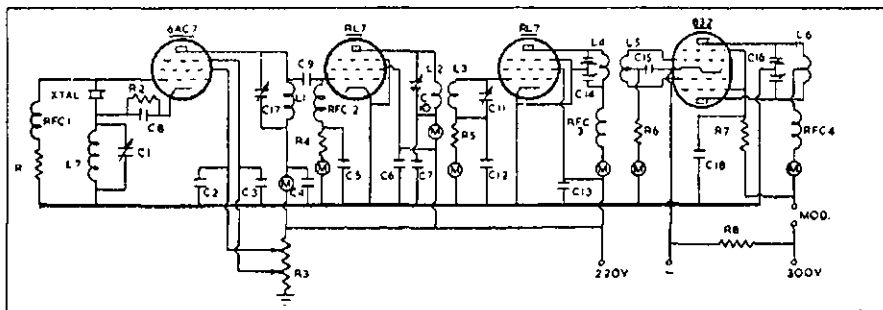 6AC7 RL7 RL7 832
L4 L5 L6
C9 L2 L3 C15 C16
XTAL R2 C17 L1 C11 C14
RFC1 C8 RFC 2 RFC 3 R6 R7 RFC4
L7 C1 R4 R5
R C2 C3 C4 C5 C6 C7 C12 C13 C18
M M M M M M M
MOD.
R3 R8
220V - 300V